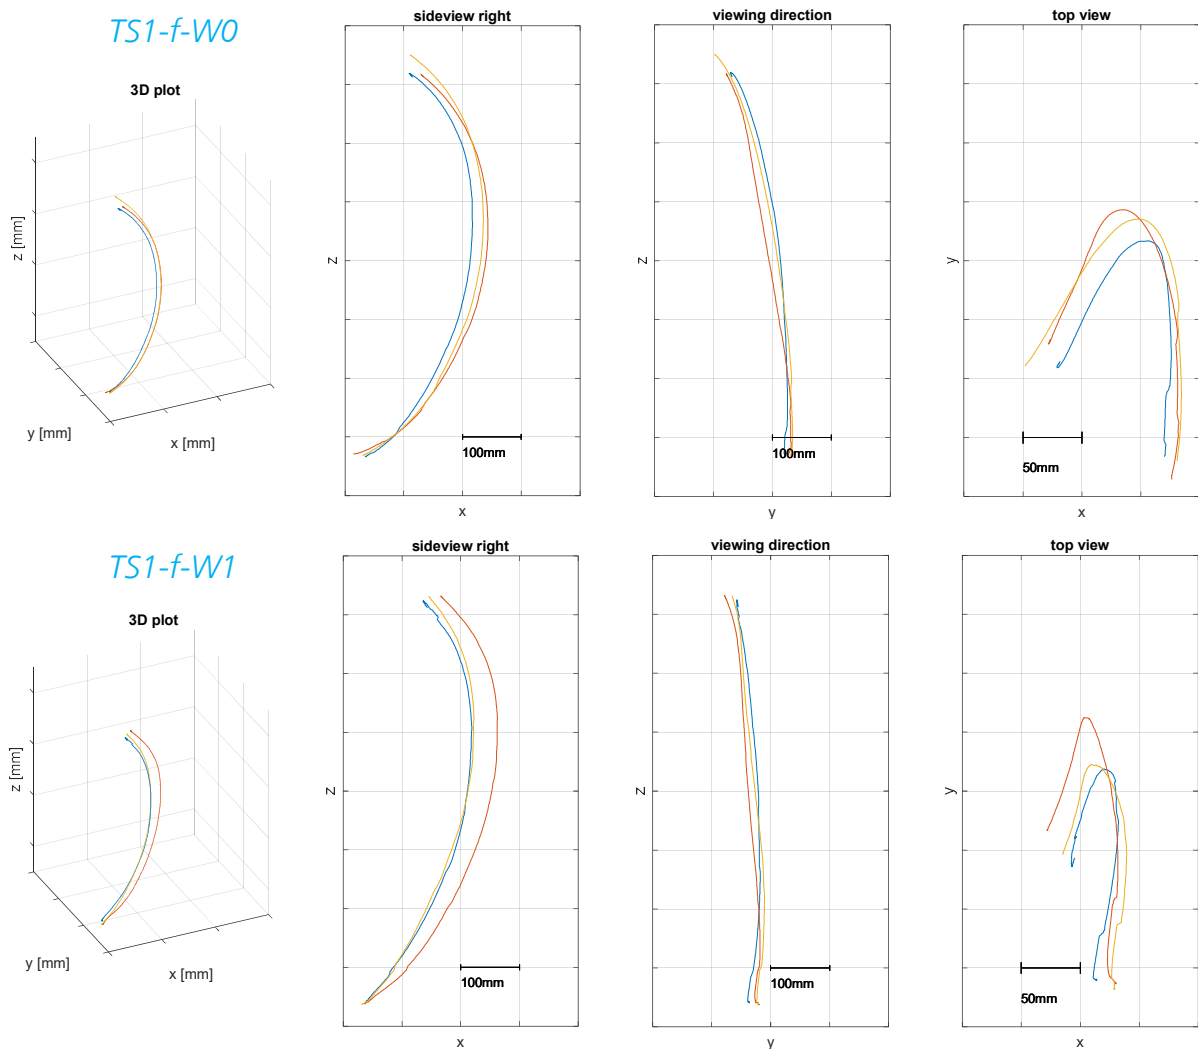 TS1-f-W0
3D plot
z [mm]
y [mm]
x [mm]
sideview right
z
100mm
x
viewing direction
z
100mm
y
top view
y
50mm
x
TS1-f-W1
3D plot
z [mm]
y [mm]
x [mm]
sideview right
z
100mm
x
viewing direction
z
100mm
y
top view
y
50mm
x